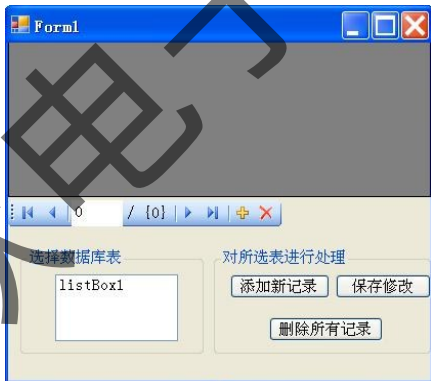 Form1
0 / {0}
选择数据库表
listBox1
对所选表进行处理
添加新记录 保存修改
删除所有记录